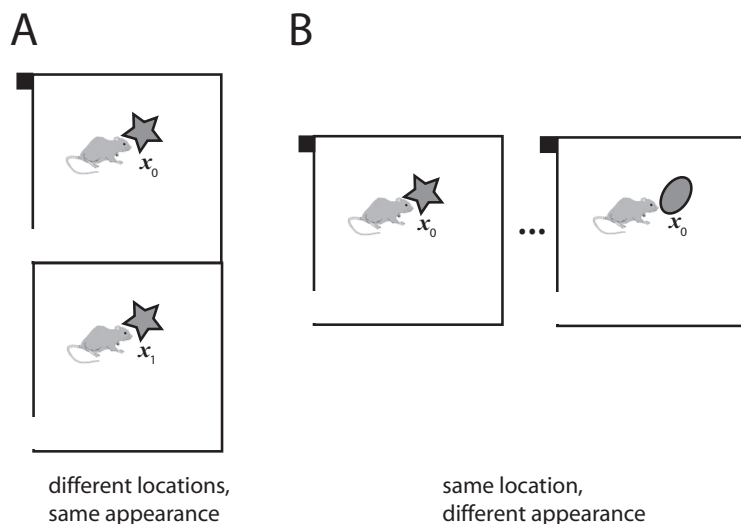 A
B
x0
x0
x0
...
x1
different locations,
same appearance
same location,
different appearance